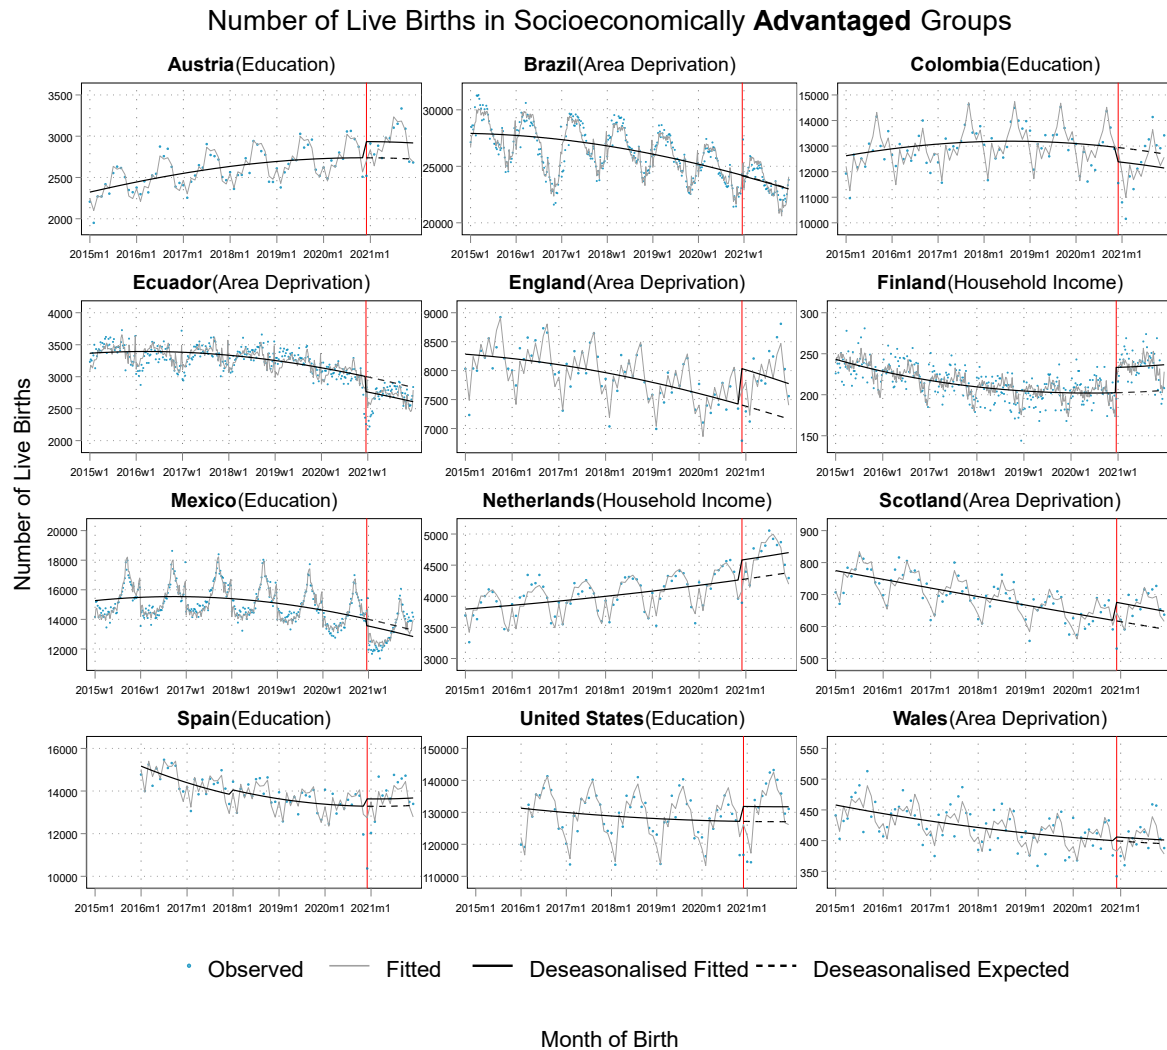 Number of Live Births in Socioeconomically Advantaged Groups
Austria(Education)
3500
3000
2500
2000
2015m1 2016m1 2017m1 2018m1 2019m1 2020m1 2021m1
Brazil(Area Deprivation)
30000
25000
20000
2015w1 2016w1 2017w1 2018w1 2019w1 2020w1 2021w1
Colombia(Education)
15000
14000
13000
12000
11000
10000
2015m1 2016m1 2017m1 2018m1 2019m1 2020m1 2021m1
Ecuador(Area Deprivation)
4000
3500
3000
2500
2000
2015w1 2016w1 2017w1 2018w1 2019w1 2020w1 2021w1
England(Area Deprivation)
9000
8500
8000
7500
7000
2015m1 2016m1 2017m1 2018m1 2019m1 2020m1 2021m1
Finland(Household Income)
300
250
200
150
2015w1 2016w1 2017w1 2018w1 2019w1 2020w1 2021w1
Number of Live Births
Mexico(Education)
20000
18000
16000
14000
12000
2015w1 2016w1 2017w1 2018w1 2019w1 2020w1 2021w1
Netherlands(Household Income)
5000
4500
4000
3500
3000
2015m1 2016m1 2017m1 2018m1 2019m1 2020m1 2021m1
Scotland(Area Deprivation)
900
800
700
600
500
2015m1 2016m1 2017m1 2018m1 2019m1 2020m1 2021m1
Spain(Education)
16000
14000
12000
10000
2015m1 2016m1 2017m1 2018m1 2019m1 2020m1 2021m1
United States(Education)
150000
140000
130000
120000
110000
2015m1 2016m1 2017m1 2018m1 2019m1 2020m1 2021m1
Wales(Area Deprivation)
550
500
450
400
350
2015m1 2016m1 2017m1 2018m1 2019m1 2020m1 2021m1
Observed Fitted Deseasonalised Fitted Deseasonalised Expected
Month of Birth